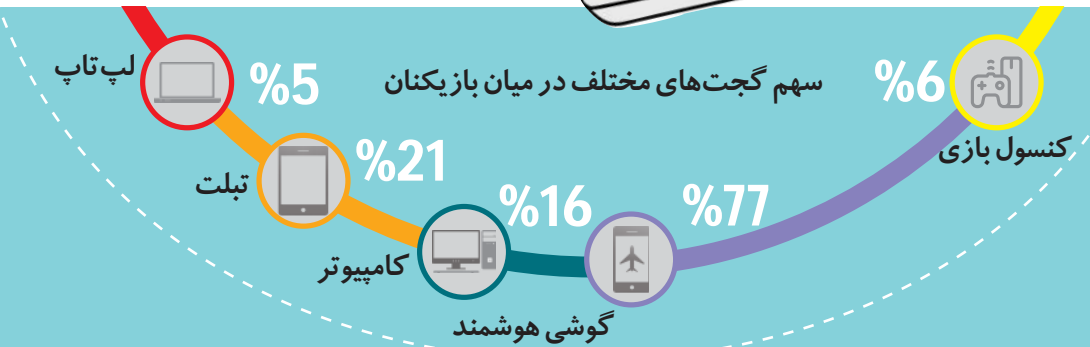 سهم گجت‌های مختلف در میان بازیکنان
%6
کنسول بازی
%77
گوشی هوشمند
%16
کامپیوتر
%21
تبلت
%5
لپ‌تاپ